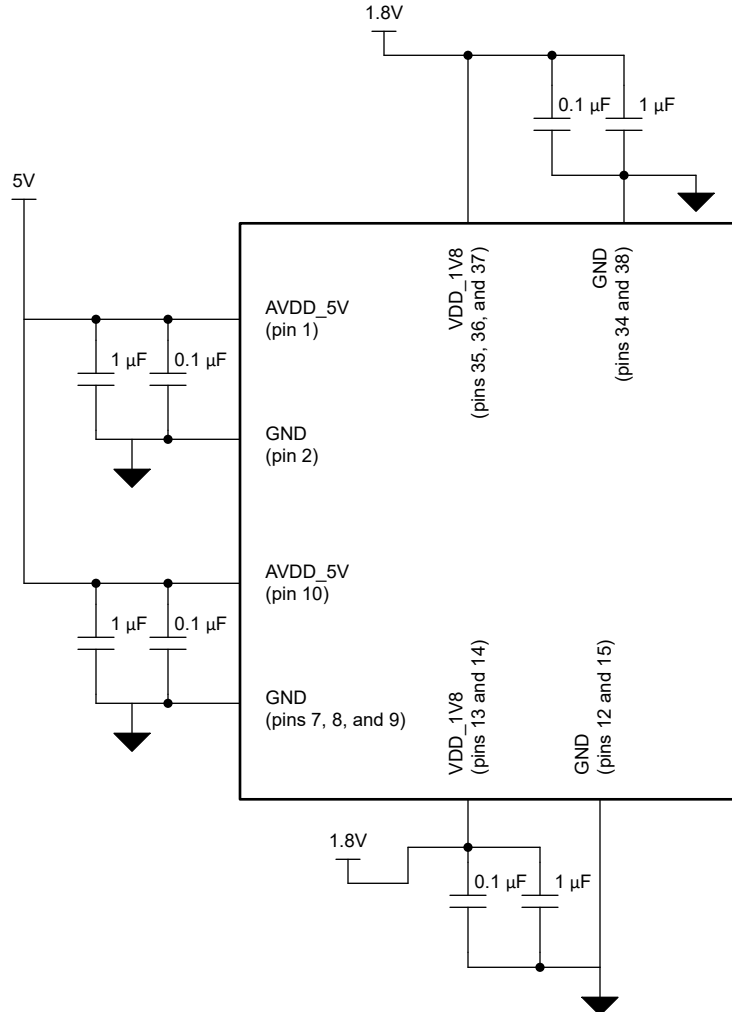 1.8V
0.1 µF
1 µF
5V
VDD_1V8
(pins 35, 36, and 37)
GND
(pins 34 and 38)
AVDD_5V
(pin 1)
1 µF
0.1 µF
GND
(pin 2)
AVDD_5V
(pin 10)
1 µF
0.1 µF
GND
(pins 7, 8, and 9)
VDD_1V8
(pins 13 and 14)
GND
(pins 12 and 15)
1.8V
0.1 µF
1 µF